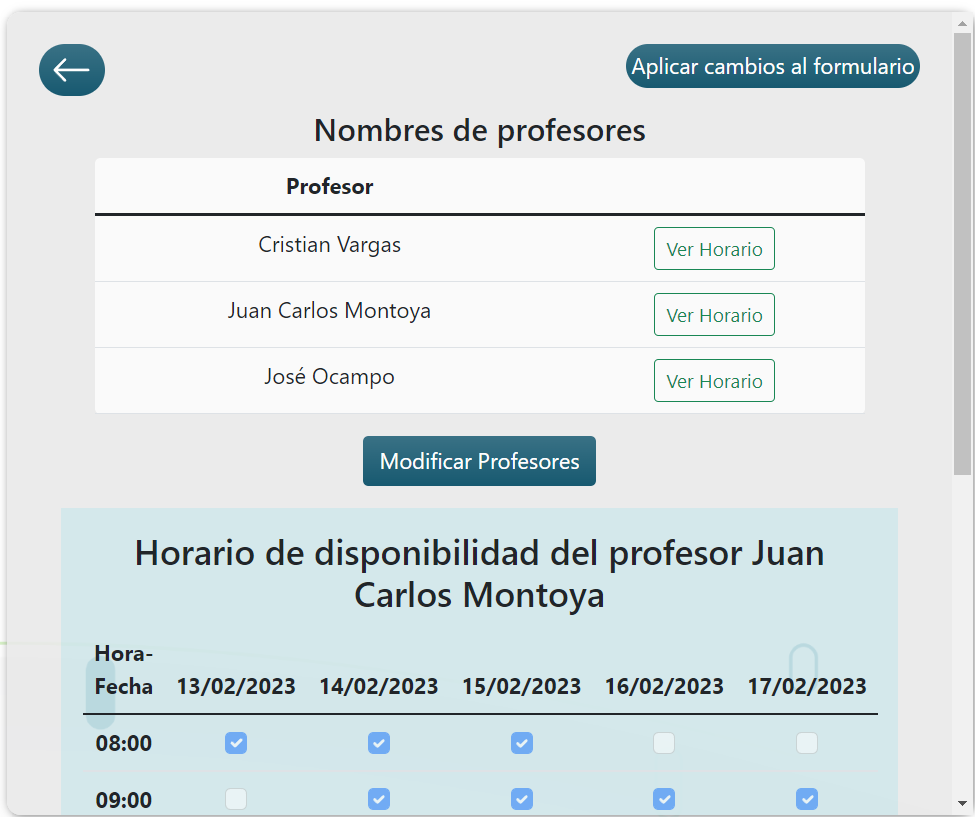 Aplicar cambios al formulario
Nombres de profesores
Profesor
Cristian Vargas Ver Horario
Juan Carlos Montoya Ver Horario
José Ocampo Ver Horario
Modificar Profesores
Horario de disponibilidad del profesor Juan
Carlos Montoya
Hora-
Fecha 13/02/2023 14/02/2023 15/02/2023 16/02/2023 17/02/2023
08:00
09:00